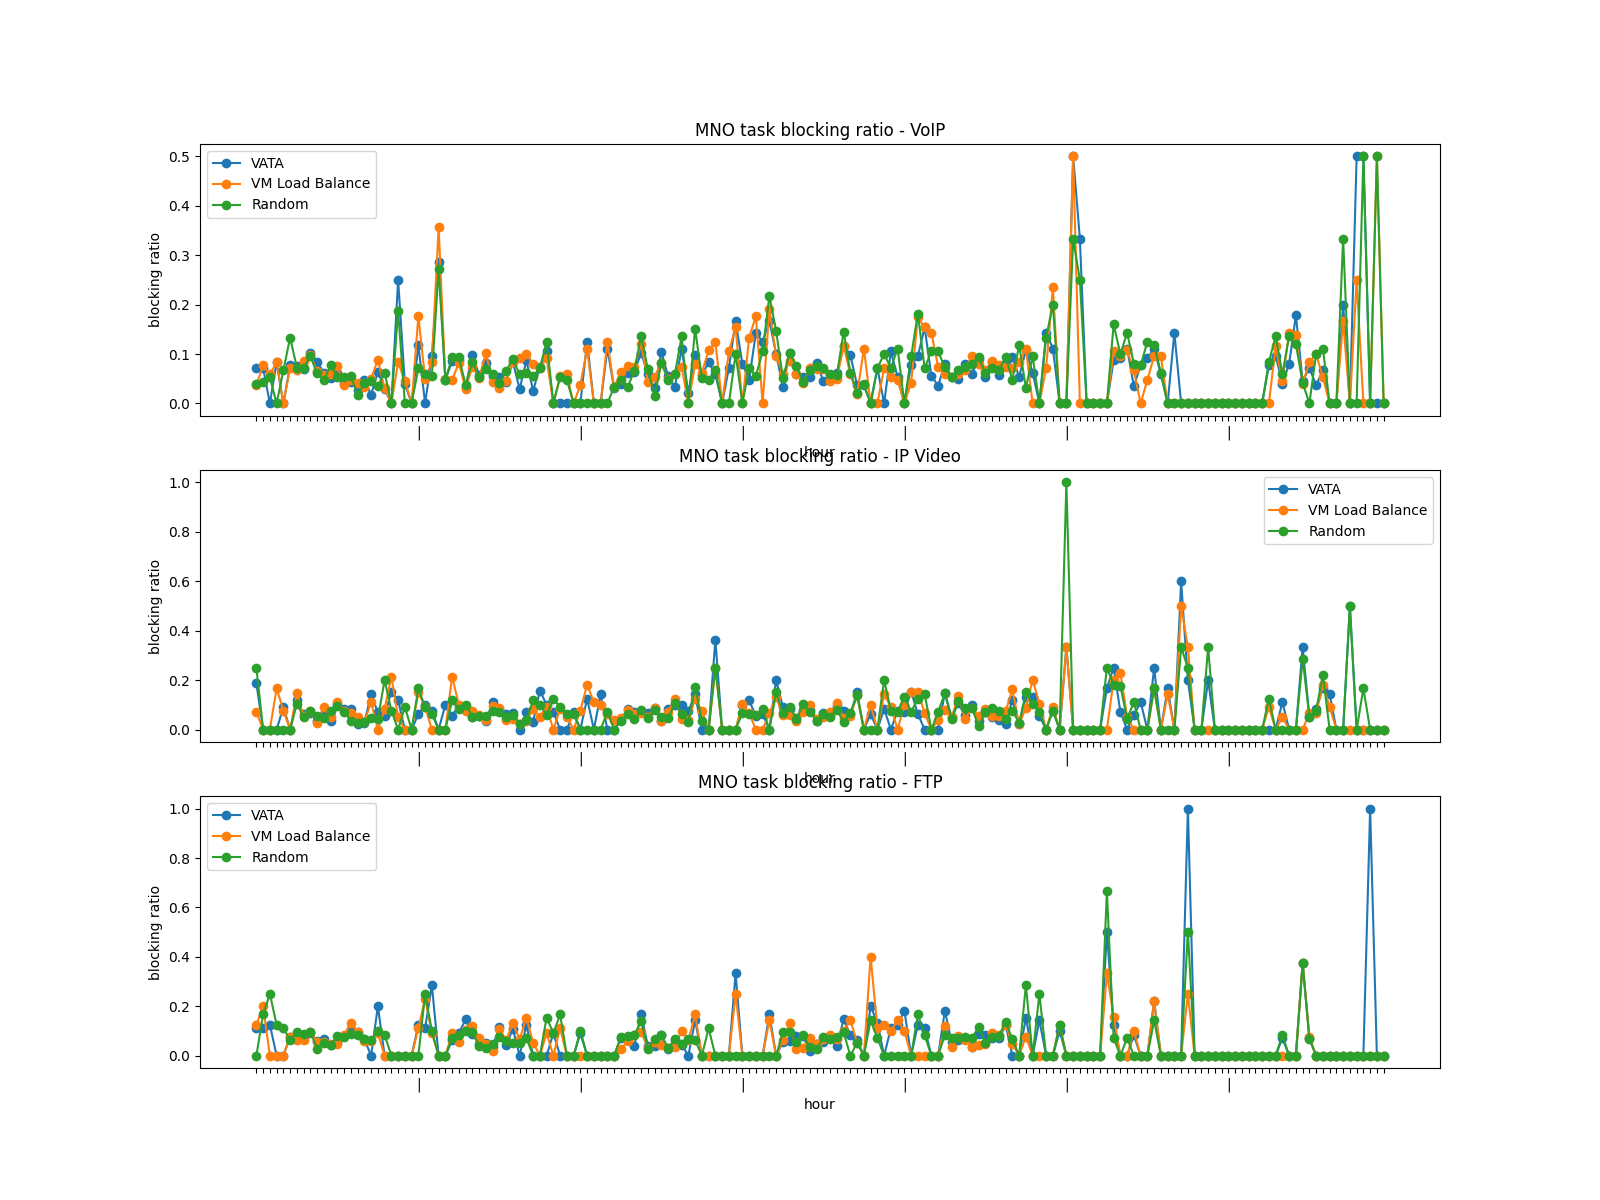 MNO task blocking ratio - VoIP
VATA
VM Load Balance
Random
blocking ratio
0.5
0.4
0.3
0.2
0.1
0.0
hour
MNO task blocking ratio - IP Video
VATA
VM Load Balance
Random
blocking ratio
1.0
0.8
0.6
0.4
0.2
0.0
hour
MNO task blocking ratio - FTP
VATA
VM Load Balance
Random
blocking ratio
1.0
0.8
0.6
0.4
0.2
0.0
hour